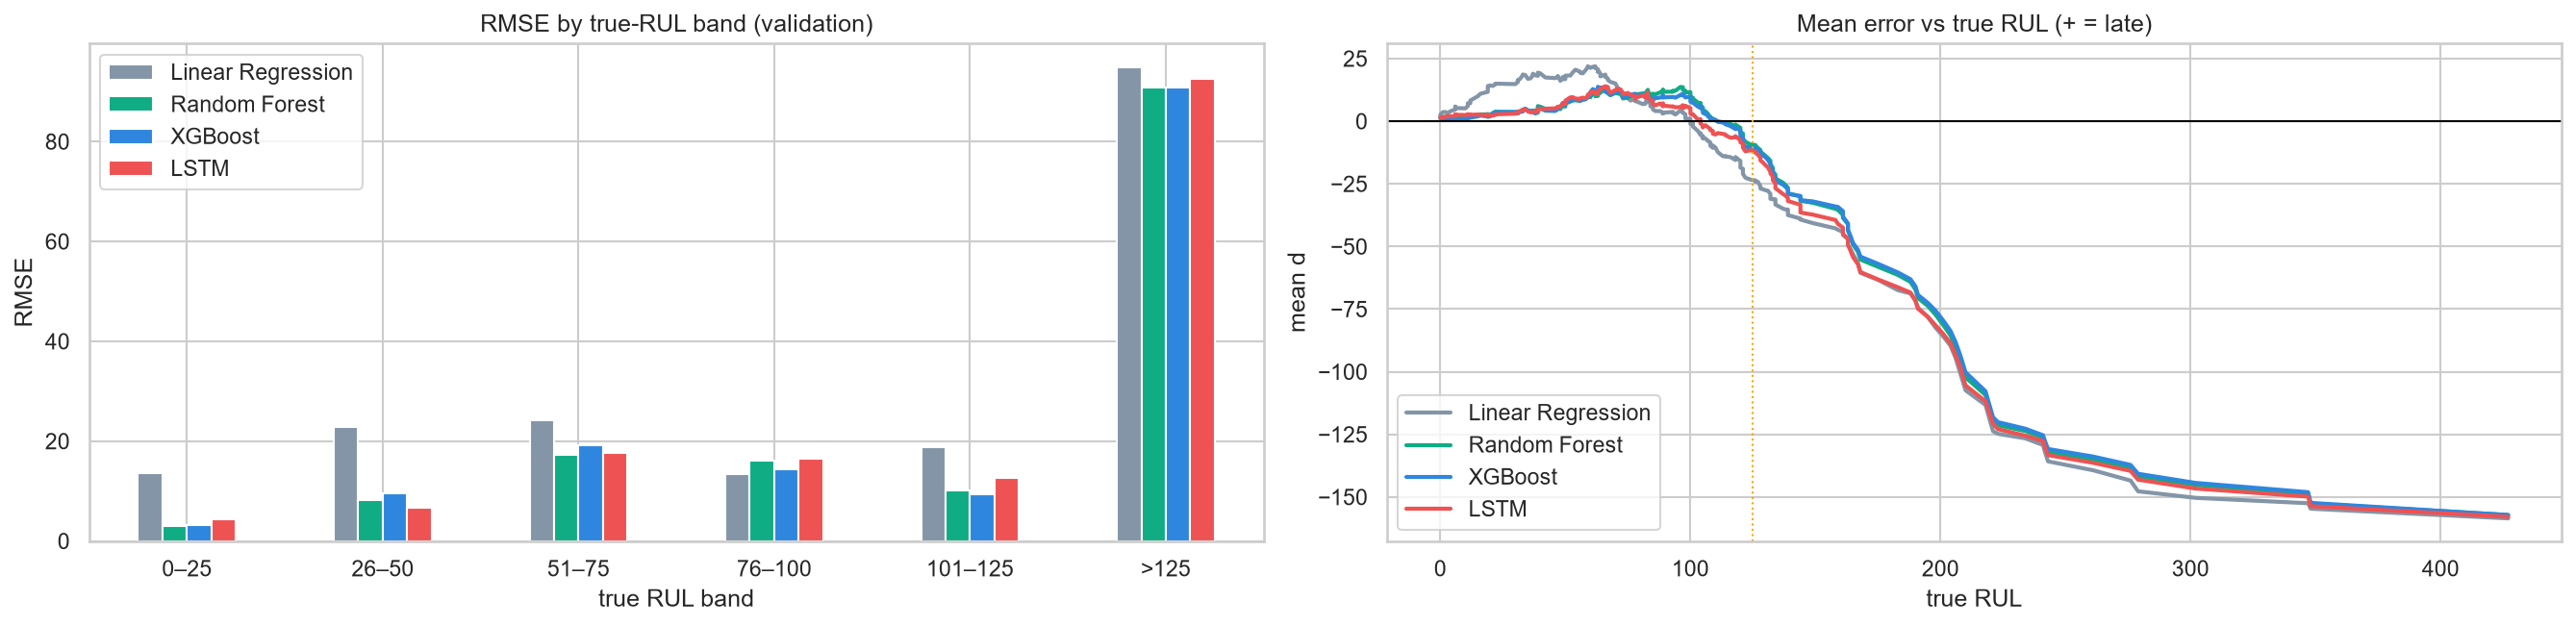 RMSE by true-RUL band (validation)
Linear Regression
Random Forest
XGBoost
LSTM
RMSE
80
60
40
20
0
0–25
26–50
51–75
76–100
101–125
>125
true RUL band
Mean error vs true RUL (+ = late)
mean d
25
0
−25
−50
−75
−100
−125
−150
Linear Regression
Random Forest
XGBoost
LSTM
0
100
200
300
400
true RUL